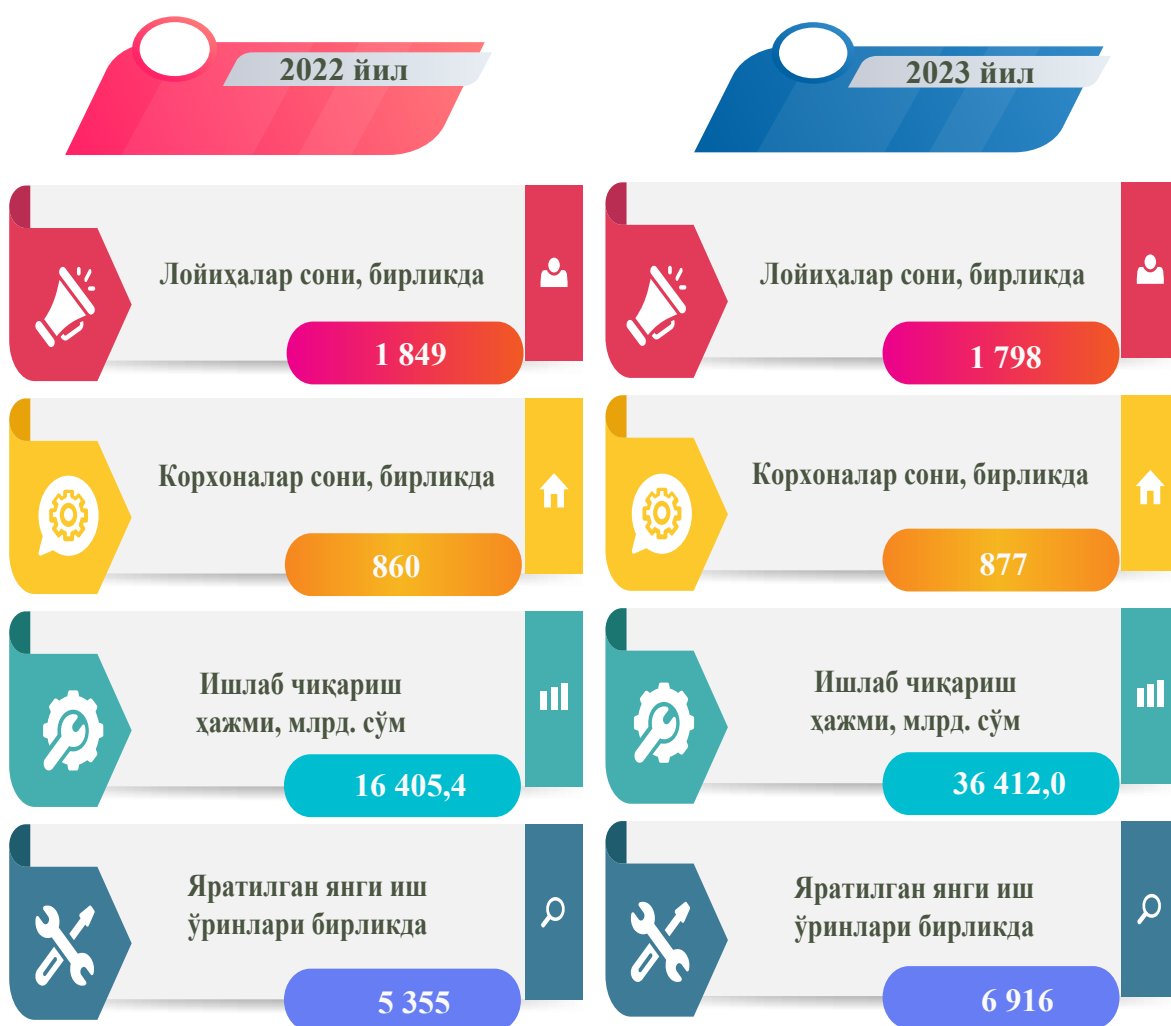 2022 йил
Лойиҳалар сони, бирликда
1 849
Корхоналар сони, бирликда
860
Ишлаб чиқариш
ҳажми, млрд. сўм
16 405,4
Яратилган янги иш
ўринлари бирликда
5 355
2023 йил
Лойиҳалар сони, бирликда
1 798
Корхоналар сони, бирликда
877
Ишлаб чиқариш
ҳажми, млрд. сўм
36 412,0
Яратилган янги иш
ўринлари бирликда
6 916